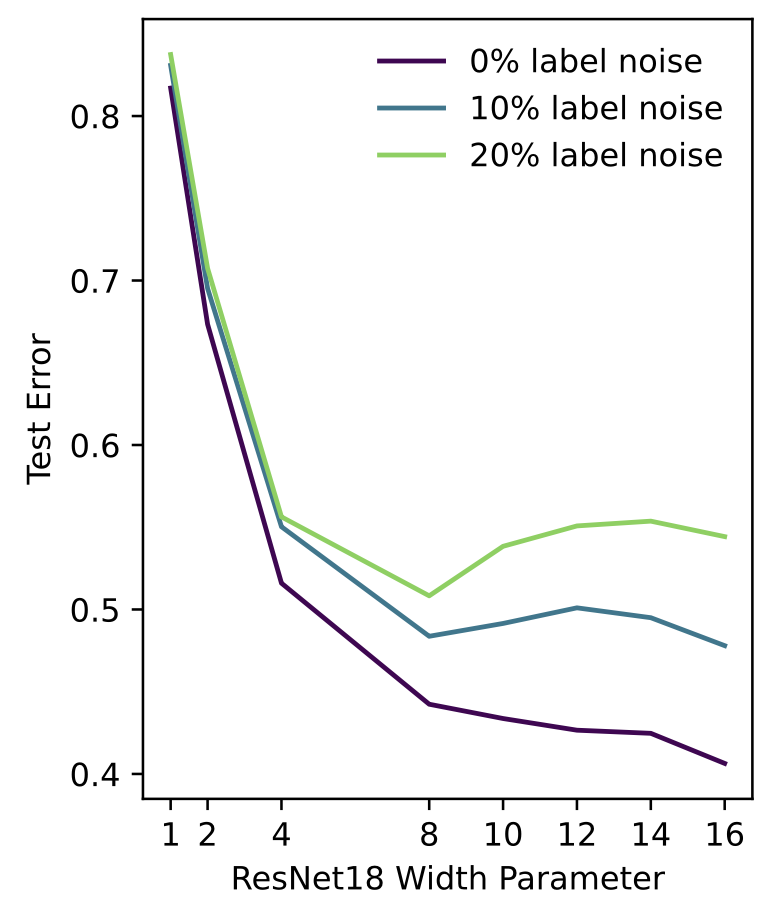 0% label noise
10% label noise
20% label noise
0.8
0.7
0.6
0.5
0.4
Test Error
1 2 4 8 10 12 14 16
ResNet18 Width Parameter